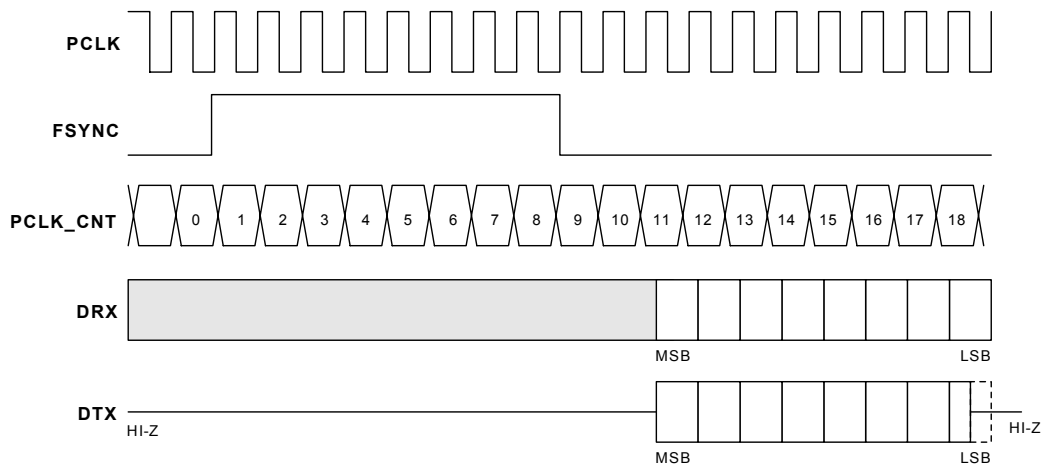 PCLK
FSYNC
PCLK_CNT 0 1 2 3 4 5 6 7 8 9 10 11 12 13 14 15 16 17 18
DRX
MSB LSB
DTX
HI-Z HI-Z
MSB LSB